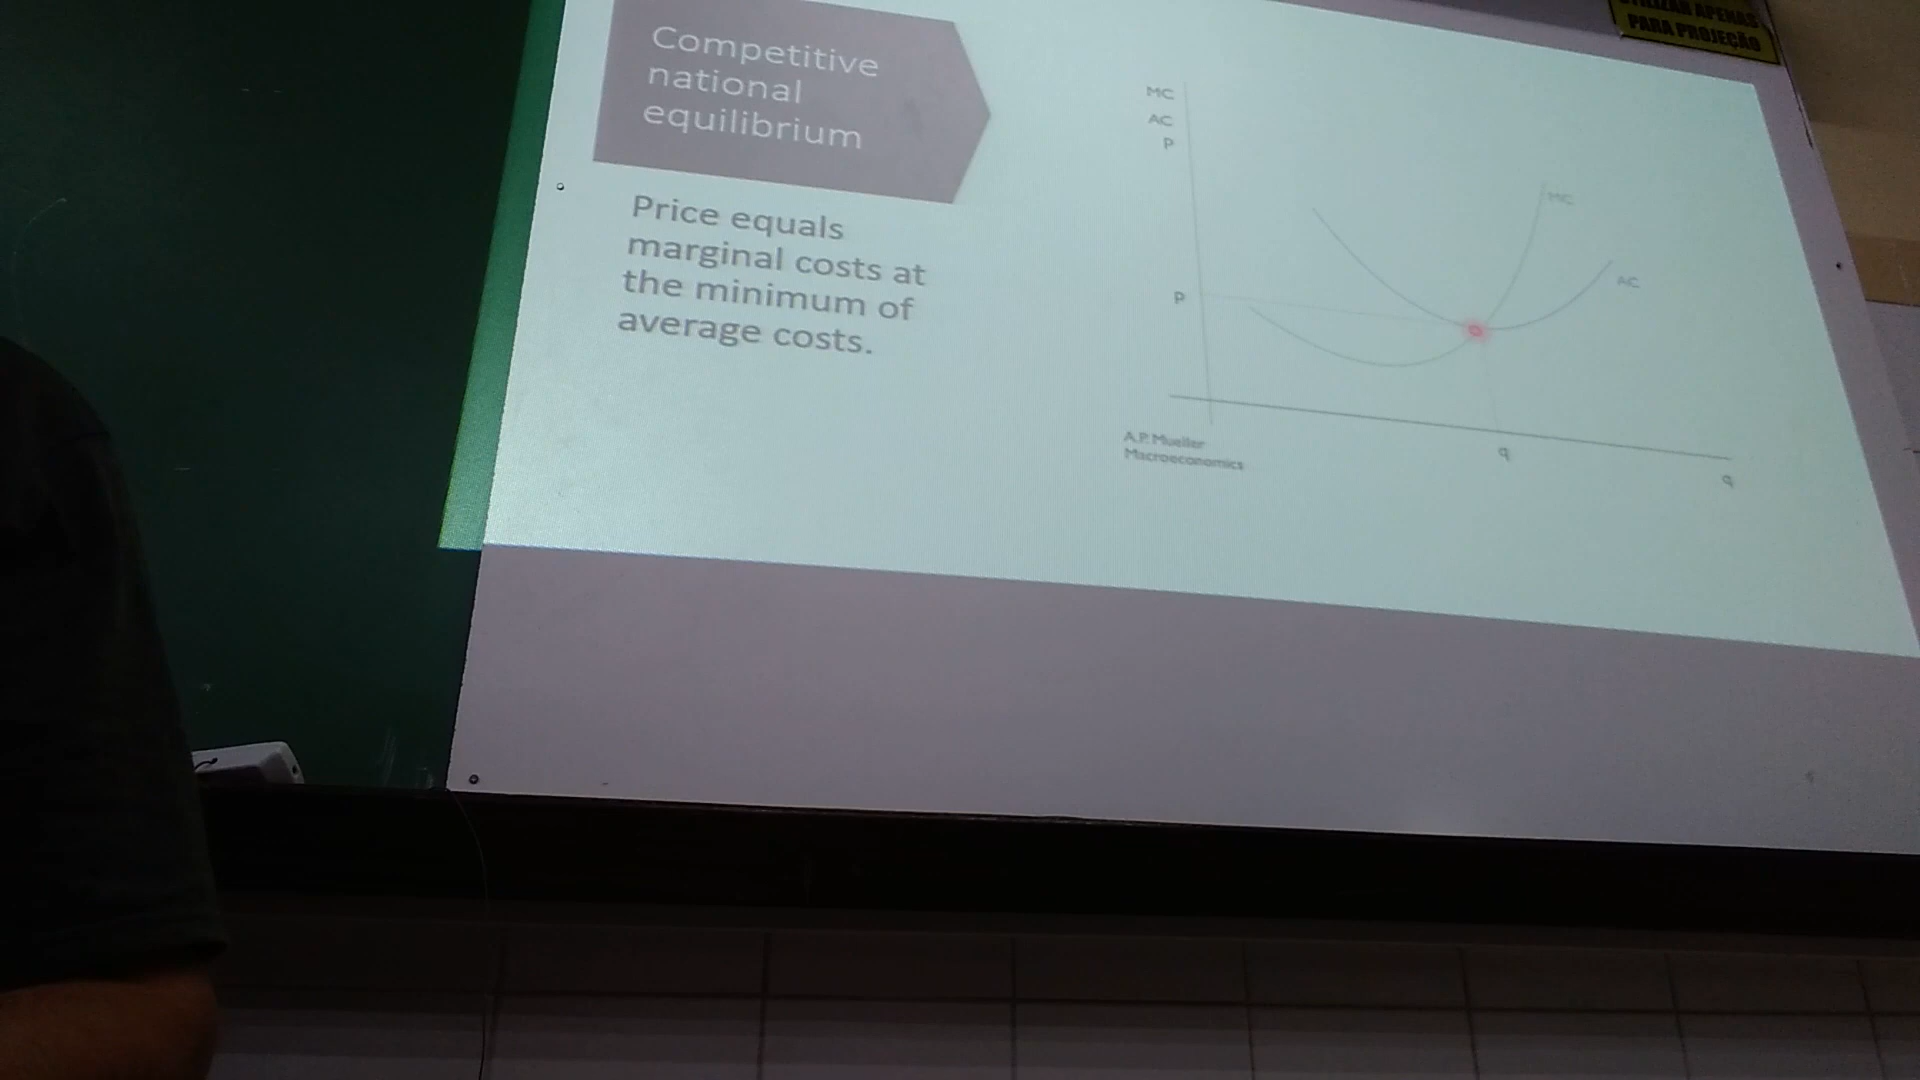 UTILIZAR APENAS
PARA PROJEÇÃO
Competitive
national
equilibrium
Price equals
marginal costs at
the minimum of
average costs.
MC
AC
P
MC
AC
P
q
q
A.P. Mueller
Macroeconomics